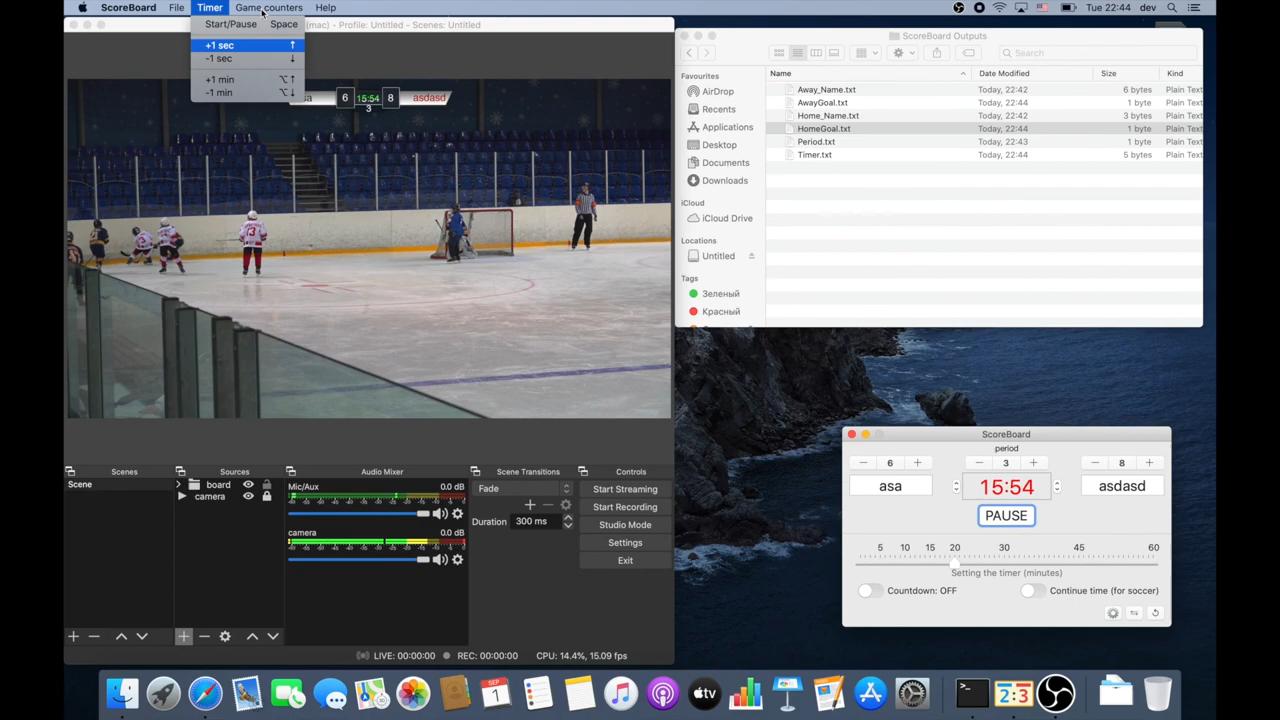 ScoreBoard File Timer Game counters Help Tue 22:44 dev
Start/Pause Space
+1 sec ↑
-1 sec ↓
+1 min ⌥↑
-1 min ⌥↓
(mac) - Profile: Untitled - Scenes: Untitled
6 15:54 8 asdasd
3
13
ScoreBoard Outputs
Search
Favourites
AirDrop
Recents
Applications
Desktop
Documents
Downloads
iCloud
iCloud Drive
Locations
Untitled
Tags
Зеленый
Красный
Name Date Modified Size Kind
Away_Name.txt Today, 22:42 6 bytes Plain Text
AwayGoal.txt Today, 22:44 1 byte Plain Text
Home_Name.txt Today, 22:42 3 bytes Plain Text
HomeGoal.txt Today, 22:44 1 byte Plain Text
Period.txt Today, 22:43 1 byte Plain Text
Timer.txt Today, 22:44 5 bytes Plain Text
Scenes Sources Audio Mixer Scene Transitions Controls
Scene
board
camera
Mic/Aux 0.0 dB
camera 0.0 dB
Fade
Duration 300 ms
Start Streaming
Start Recording
Studio Mode
Settings
Exit
LIVE: 00:00:00 REC: 00:00:00 CPU: 14.4%, 15.09 fps
ScoreBoard
period
− 6 + − 3 + − 8 +
asa 15:54 asdasd
PAUSE
5 10 15 20 30 45 60
Setting the timer (minutes)
Countdown: OFF Continue time (for soccer)
SEP
1
tv
2:3